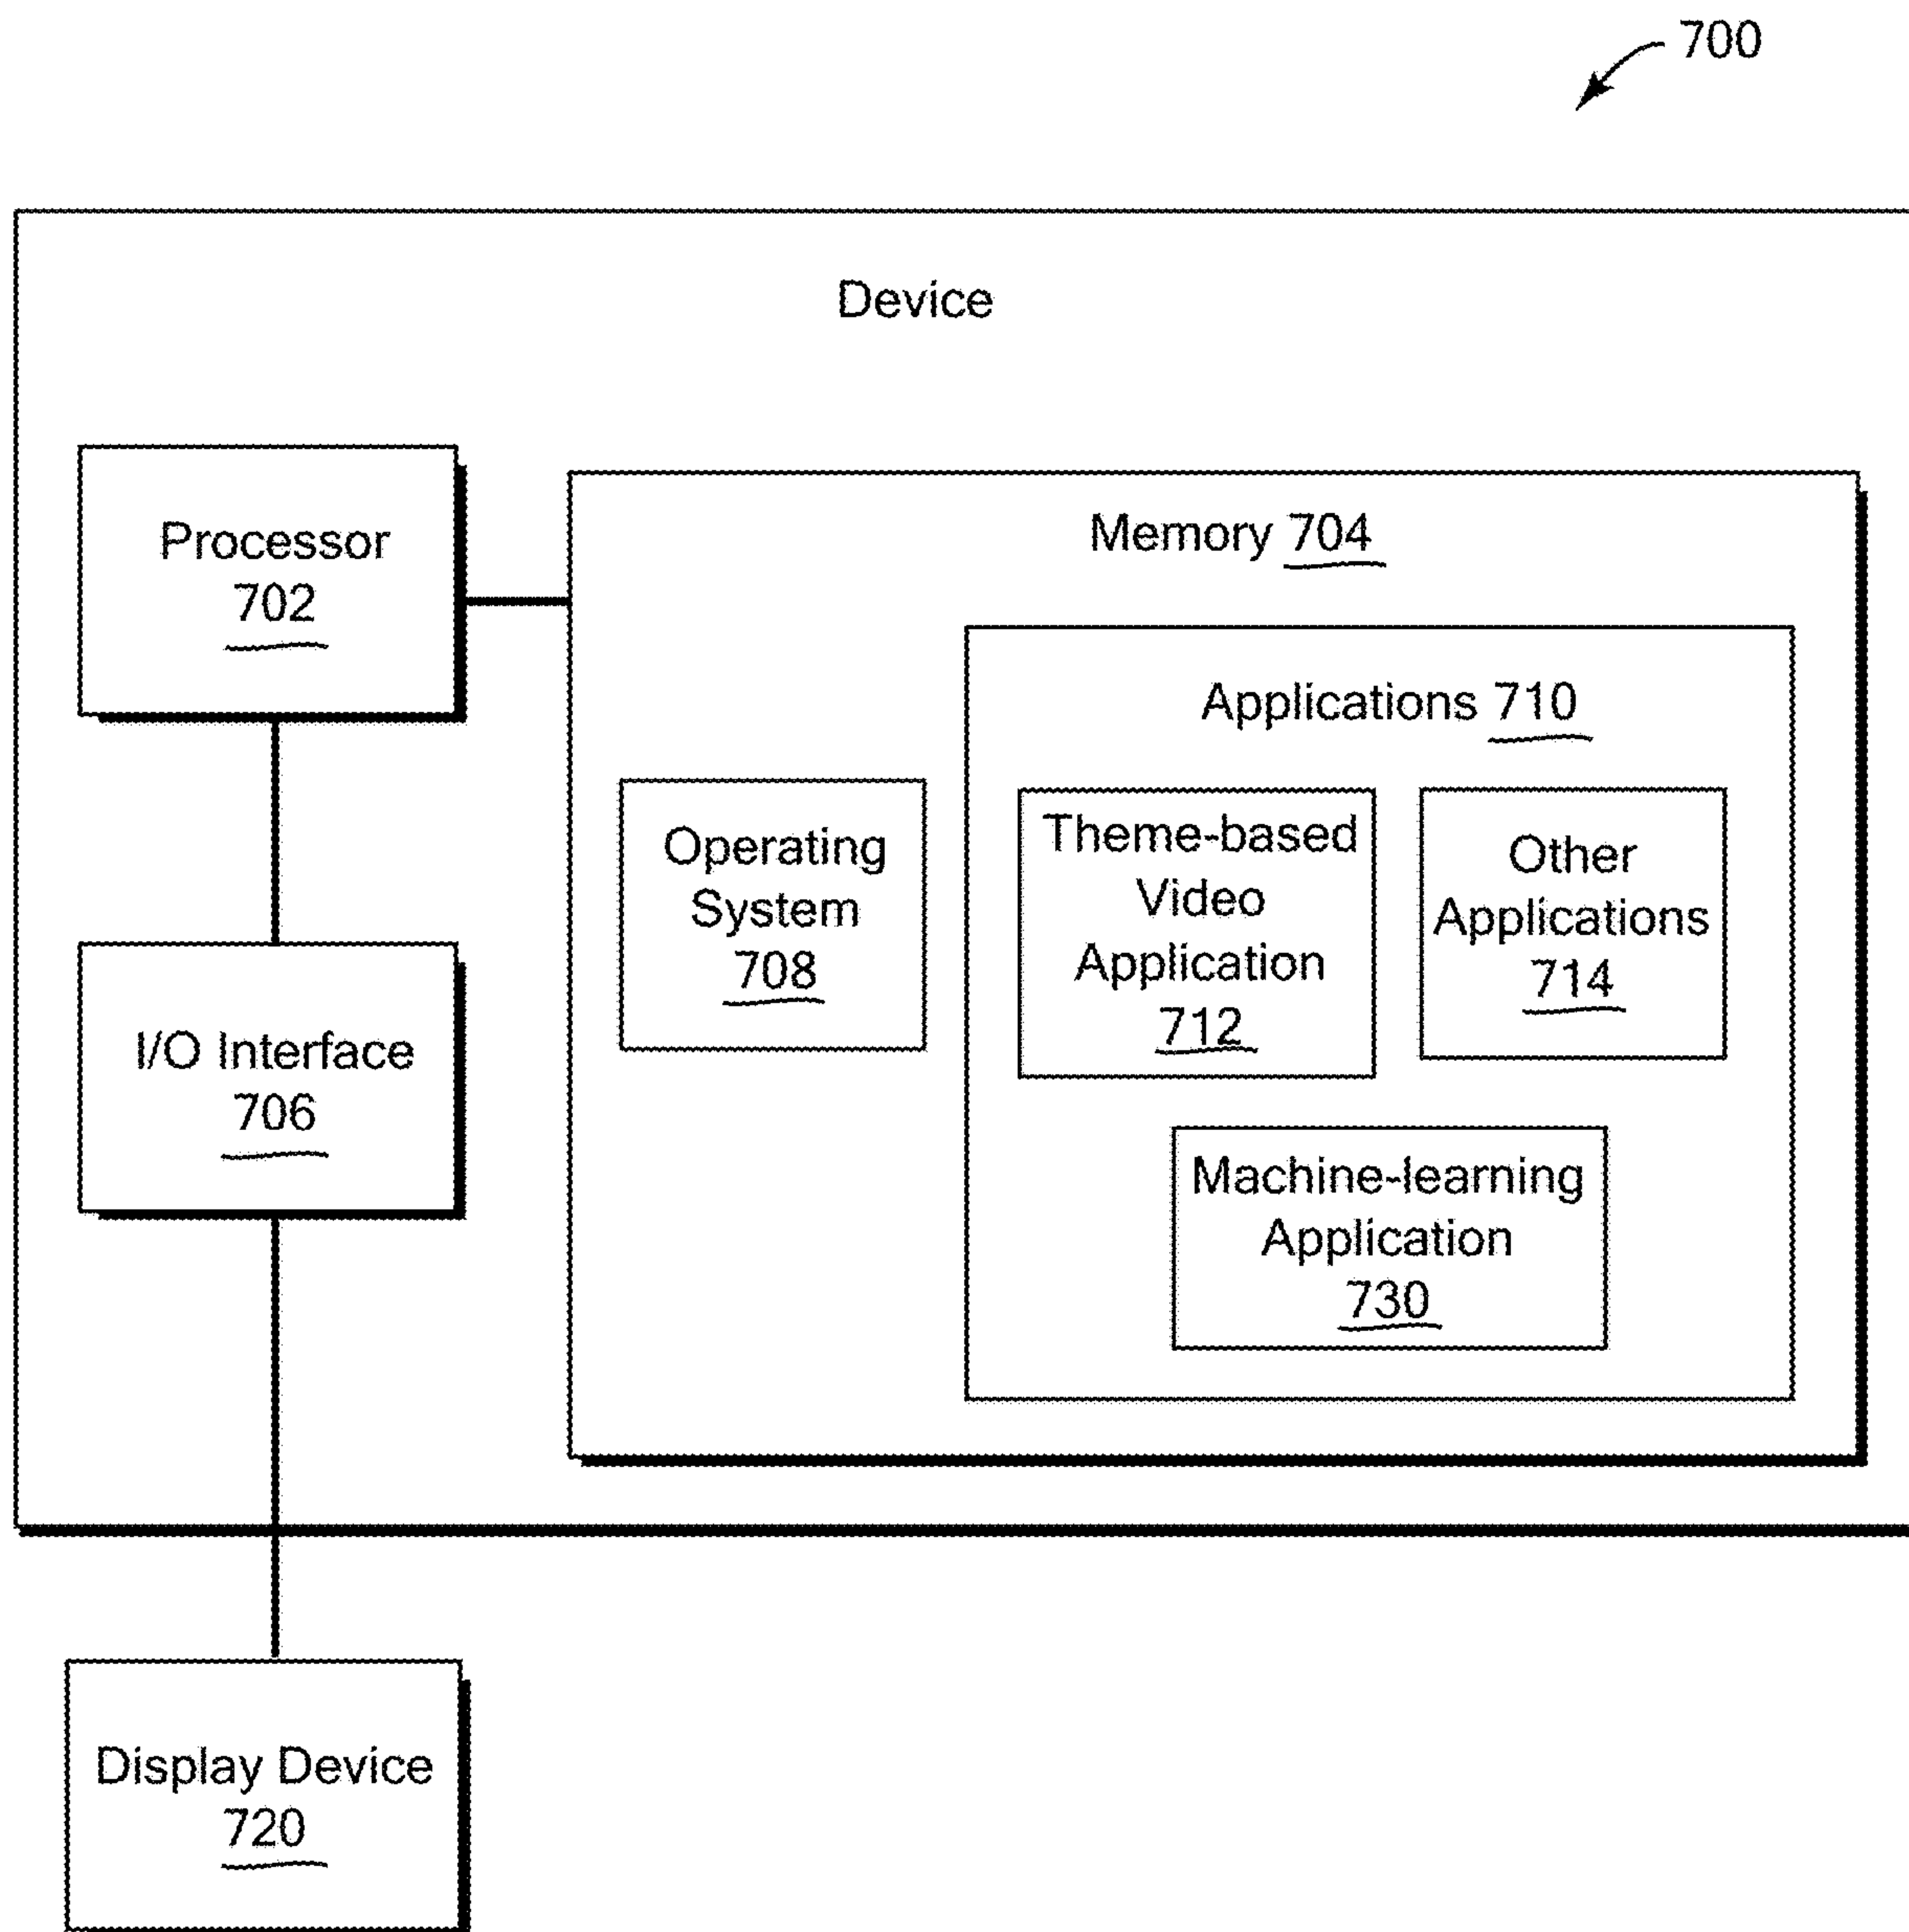 700
Device
Processor
702
Memory 704
Applications 710
Operating
System
708
Theme-based
Video
Application
712
Other
Applications
714
I/O Interface
706
Machine-learning
Application
730
Display Device
720